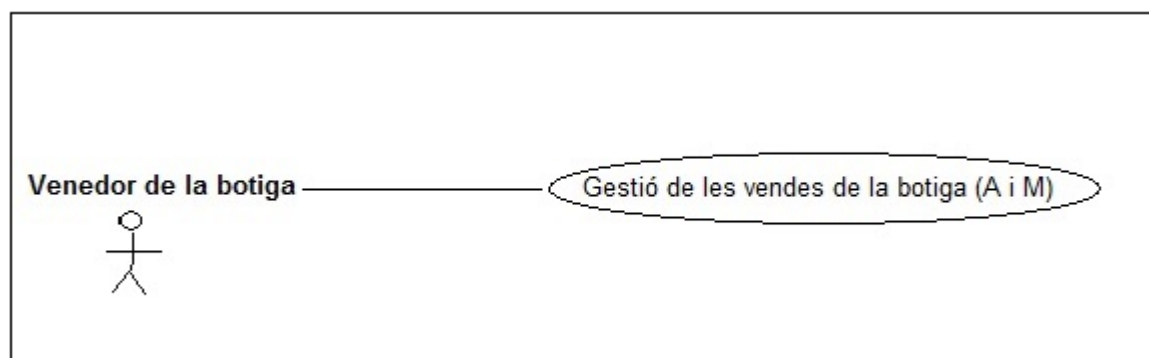 Venedor de la botiga
Gestió de les vendes de la botiga (A i M)